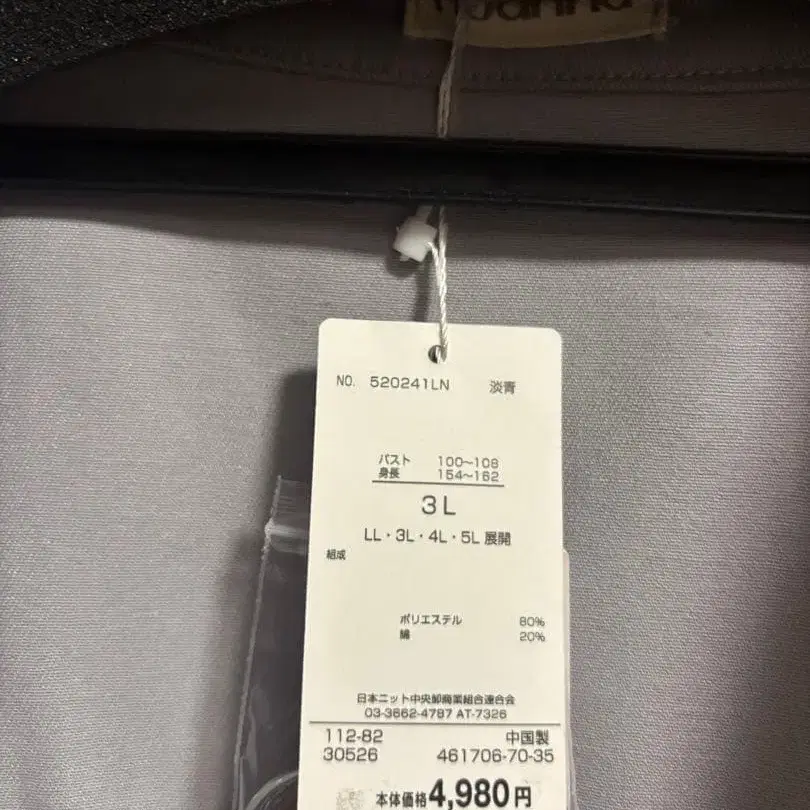 NO. 520241LN 淡青
バスト 100~108
身長 154~162
3L
LL・3L・4L・5L 展開
組成
ポリエステル 80%
綿 20%
日本ニット中央卸商業組合連合会
03-3662-4797 AT-7326
112-82 中国製
30526 461706-70-35
本体価格4,980円